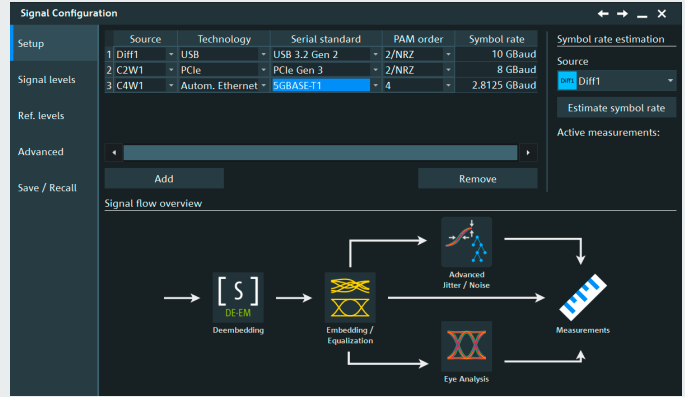 Signal Configuration
Setup
Signal levels
Ref. levels
Advanced
Save / Recall
Source Technology Serial standard PAM order Symbol rate
1 Diff1 USB USB 3.2 Gen 2 2/NRZ 10 GBaud
2 C2W1 PCIe PCIe Gen 3 2/NRZ 8 GBaud
3 C4W1 Autom. Ethernet 5GBASE-T1 4 2.8125 GBaud
Add Remove
Symbol rate estimation
Source
Diff1 Diff1
Estimate symbol rate
Active measurements:
Signal flow overview
[ S ]
DE-EM
Deembedding
Embedding /
Equalization
Advanced
Jitter / Noise
Eye Analysis
Measurements